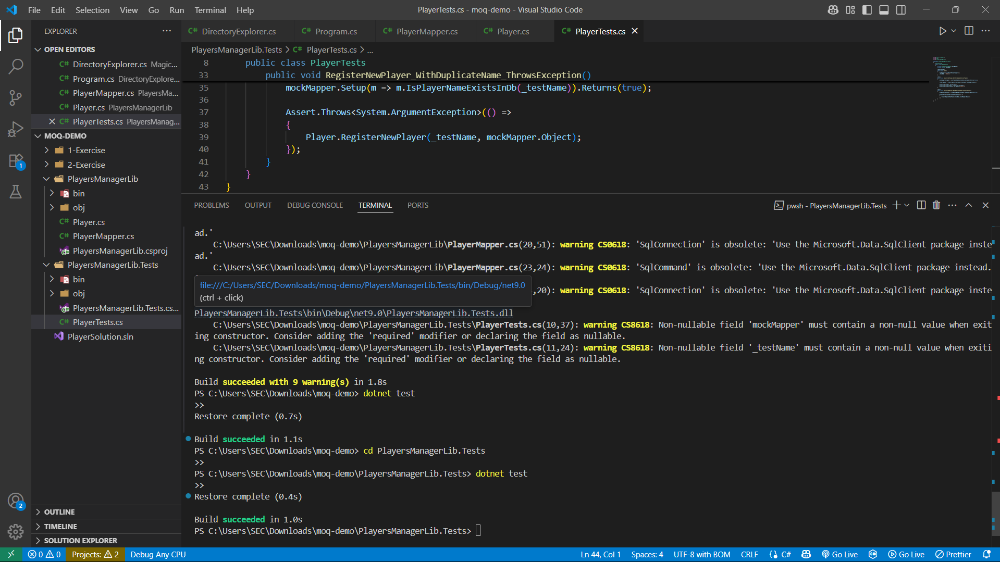 File Edit Selection View Go Run Terminal Help
PlayerTests.cs - moq-demo - Visual Studio Code
EXPLORER
OPEN EDITORS
DirectoryExplorer.cs Magic...
Program.cs DirectoryExplore...
PlayerMapper.cs PlayersMa...
Player.cs PlayersManagerLib
PlayerTests.cs PlayersManag...
MOQ-DEMO
1-Exercise
2-Exercise
PlayersManagerLib
bin
obj
Player.cs
PlayerMapper.cs
PlayersManagerLib.csproj
PlayersManagerLib.Tests
bin
obj
PlayersManagerLib.Tests.cs...
PlayerTests.cs
PlayerSolution.sln
OUTLINE
TIMELINE
SOLUTION EXPLORER
1
2
C# DirectoryExplorer.cs C# Program.cs C# PlayerMapper.cs C# Player.cs C# PlayerTests.cs
PlayersManagerLib.Tests > C# PlayerTests.cs > ...
8 public class PlayerTests
33 public void RegisterNewPlayer_WithDuplicateName_ThrowsException()
35 mockMapper.Setup(m => m.IsPlayerNameExistsInDb(_testName)).Returns(true);
36
37 Assert.Throws<System.ArgumentException>(() =>
38 {
39 Player.RegisterNewPlayer(_testName, mockMapper.Object);
40 });
41 }
42 }
43 }
PROBLEMS OUTPUT DEBUG CONSOLE TERMINAL PORTS
pwsh - PlayersManagerLib.Tests
ad.'
C:\Users\SEC\Downloads\moq-demo\PlayersManagerLib\PlayerMapper.cs(20,51): warning CS0618: 'SqlConnection' is obsolete: 'Use the Microsoft.Data.SqlClient package inste
ad.'
C:\Users\SEC\Downloads\moq-demo\PlayersManagerLib\PlayerMapper.cs(23,24): warning CS0618: 'SqlCommand' is obsolete: 'Use the Microsoft.Data.SqlClient package instead.
file:///C:/Users/SEC/Downloads/moq-demo/PlayersManagerLib.Tests/bin/Debug/net9.0
(ctrl + click)
,20): warning CS0618: 'SqlConnection' is obsolete: 'Use the Microsoft.Data.SqlClient package inste
PlayersManagerLib.Tests\bin\Debug\net9.0\PlayersManagerLib.Tests.dll
C:\Users\SEC\Downloads\moq-demo\PlayersManagerLib.Tests\PlayerTests.cs(10,37): warning CS8618: Non-nullable field 'mockMapper' must contain a non-null value when exit
ing constructor. Consider adding the 'required' modifier or declaring the field as nullable.
C:\Users\SEC\Downloads\moq-demo\PlayersManagerLib.Tests\PlayerTests.cs(11,24): warning CS8618: Non-nullable field '_testName' must contain a non-null value when exiti
ng constructor. Consider adding the 'required' modifier or declaring the field as nullable.
Build succeeded with 9 warning(s) in 1.8s
PS C:\Users\SEC\Downloads\moq-demo> dotnet test
>>
Restore complete (0.7s)
Build succeeded in 1.1s
PS C:\Users\SEC\Downloads\moq-demo> cd PlayersManagerLib.Tests
>>
PS C:\Users\SEC\Downloads\moq-demo\PlayersManagerLib.Tests> dotnet test
>>
Restore complete (0.4s)
Build succeeded in 1.0s
PS C:\Users\SEC\Downloads\moq-demo\PlayersManagerLib.Tests>
0 0 Projects: 2 Debug Any CPU
Ln 44, Col 1 Spaces: 4 UTF-8 with BOM CRLF C# Go Live Go Live Prettier